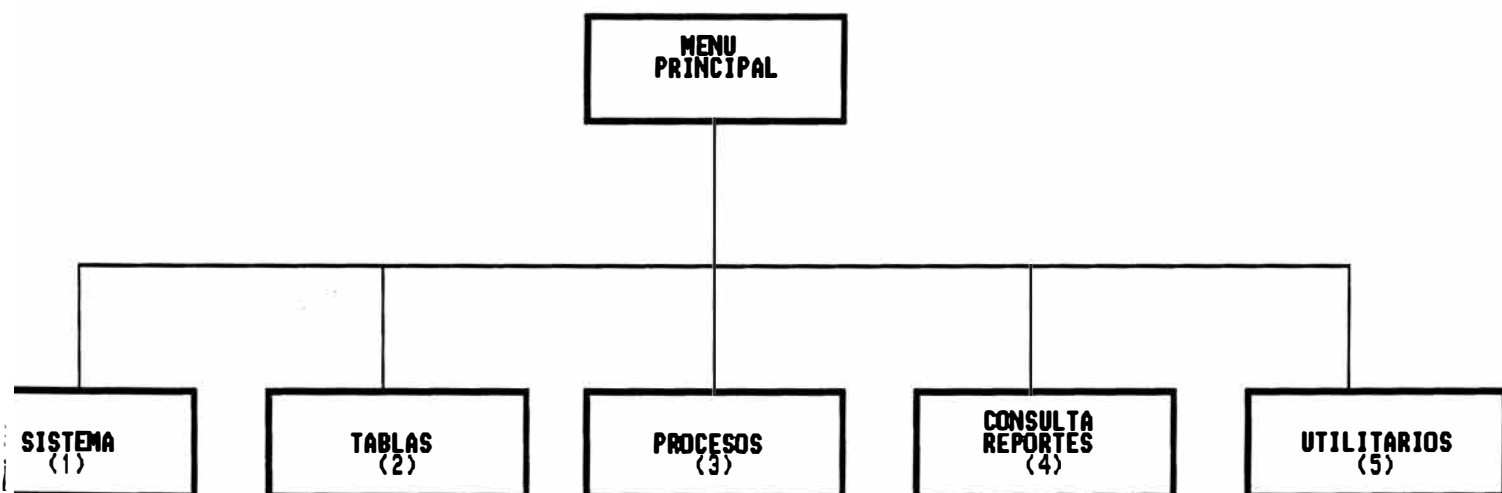 MENU
PRINCIPAL
SISTEMA
(1)
TABLAS
(2)
PROCESOS
(3)
CONSULTA
REPORTES
(4)
UTILITARIOS
(5)